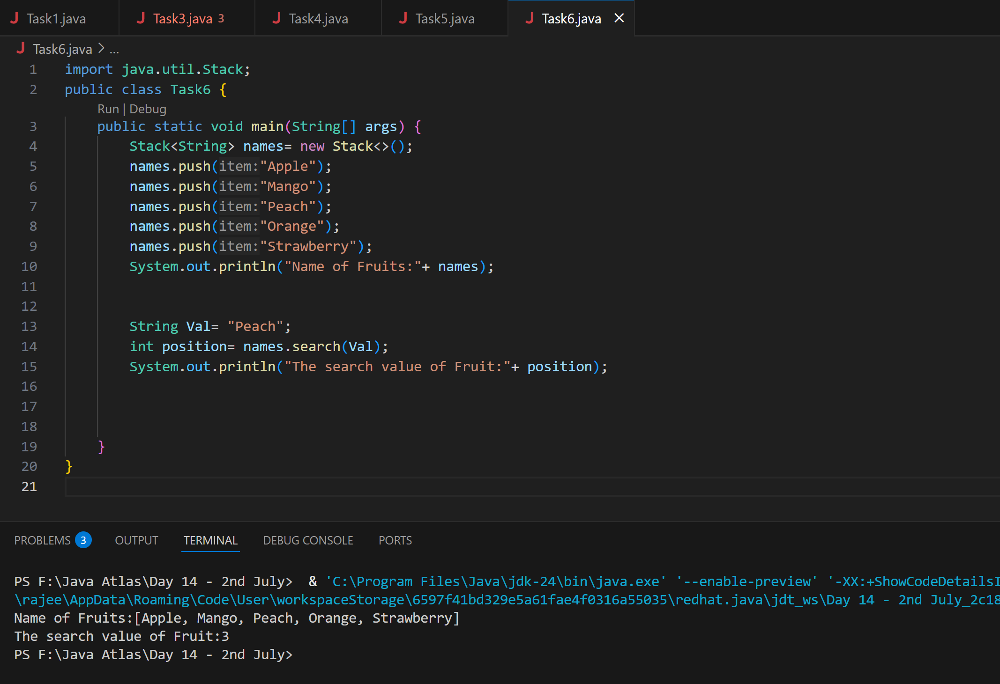 Task1.java Task3.java 3 Task4.java Task5.java Task6.java
Task6.java > ...
1 import java.util.Stack;
2 public class Task6 {
Run | Debug
3 public static void main(String[] args) {
4 Stack<String> names= new Stack<>();
5 names.push(item:"Apple");
6 names.push(item:"Mango");
7 names.push(item:"Peach");
8 names.push(item:"Orange");
9 names.push(item:"Strawberry");
10 System.out.println("Name of Fruits:"+ names);
11
12
13 String Val= "Peach";
14 int position= names.search(Val);
15 System.out.println("The search value of Fruit:"+ position);
16
17
18
19 }
20 }
21
PROBLEMS 3 OUTPUT TERMINAL DEBUG CONSOLE PORTS
PS F:\Java Atlas\Day 14 - 2nd July>  & 'C:\Program Files\Java\jdk-24\bin\java.exe' '--enable-preview' '-XX:+ShowCodeDetailsI
\rajee\AppData\Roaming\Code\User\workspaceStorage\6597f41bd329e5a61fae4f0316a55035\redhat.java\jdt_ws\Day 14 - 2nd July_2c18
Name of Fruits:[Apple, Mango, Peach, Orange, Strawberry]
The search value of Fruit:3
PS F:\Java Atlas\Day 14 - 2nd July>